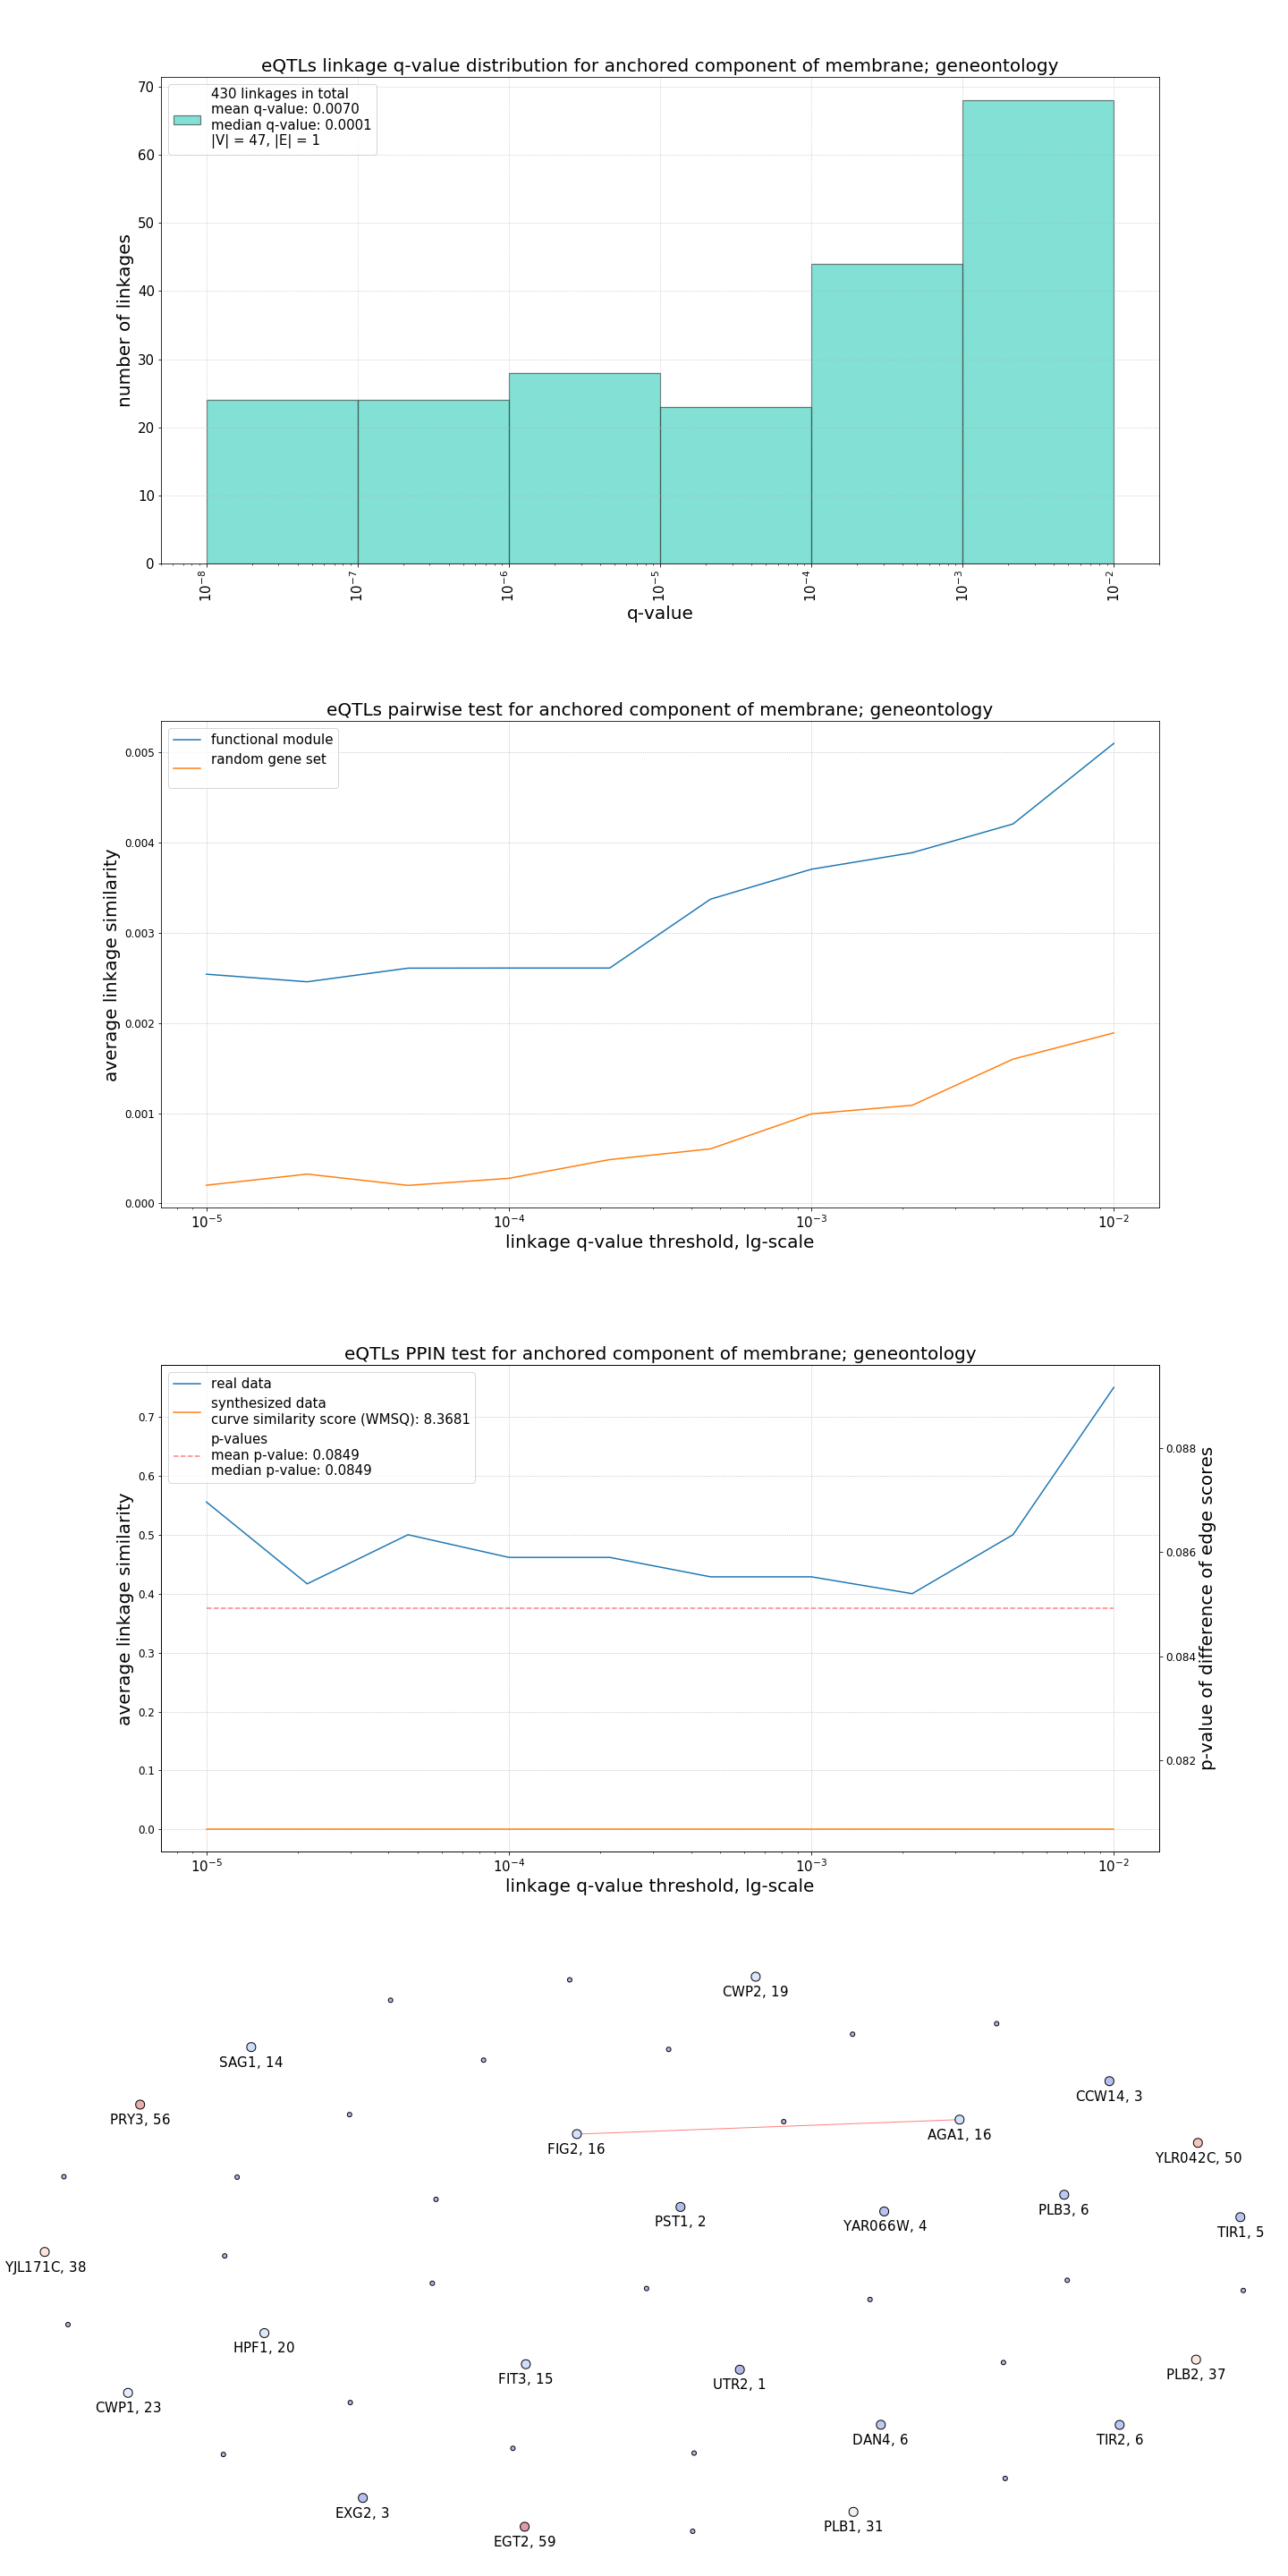 eQTLs linkage q-value distribution for anchored component of membrane; geneontology
430 linkages in total
mean q-value: 0.0070
median q-value: 0.0001
|V| = 47, |E| = 1
number of linkages
70
60
50
40
30
20
10
0
10⁻⁸
10⁻⁷
10⁻⁶
10⁻⁵
10⁻⁴
10⁻³
10⁻²
q-value
eQTLs pairwise test for anchored component of membrane; geneontology
functional module
random gene set
average linkage similarity
0.005
0.004
0.003
0.002
0.001
0.000
10⁻⁵
10⁻⁴
10⁻³
10⁻²
linkage q-value threshold, lg-scale
eQTLs PPIN test for anchored component of membrane; geneontology
real data
synthesized data
curve similarity score (WMSQ): 8.3681
p-values
mean p-value: 0.0849
median p-value: 0.0849
average linkage similarity
0.7
0.6
0.5
0.4
0.3
0.2
0.1
0.0
0.088
0.086
0.084
0.082
p-value of difference of edge scores
10⁻⁵
10⁻⁴
10⁻³
10⁻²
linkage q-value threshold, lg-scale
CWP2, 19
SAG1, 14
CCW14, 3
PRY3, 56
AGA1, 16
FIG2, 16
YLR042C, 50
PLB3, 6
PST1, 2
YAR066W, 4
TIR1, 5
YJL171C, 38
HPF1, 20
PLB2, 37
FIT3, 15
UTR2, 1
CWP1, 23
DAN4, 6
TIR2, 6
EXG2, 3
PLB1, 31
EGT2, 59